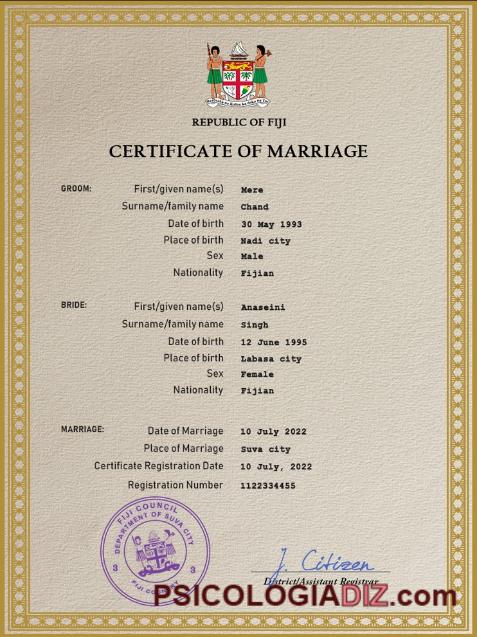 REPUBLIC OF FIJI
CERTIFICATE OF MARRIAGE
GROOM: First/given name(s) Mere
Surname/family name Chand
Date of birth 30 May 1993
Place of birth Nadi city
Sex Male
Nationality Fijian
BRIDE: First/given name(s) Anaseini
Surname/family name Singh
Date of birth 12 June 1995
Place of birth Labasa city
Sex Female
Nationality Fijian
MARRIAGE: Date of Marriage 10 July 2022
Place of Marriage Suva city
Certificate Registration Date 10 July, 2022
Registration Number 1122334455
FIJI COUNCIL
DEPARTMENT OF SUVA CITY
3 3
FIJI
J. Citizen
District/Assistant Registrar
PSICOLOGIADIZ.com